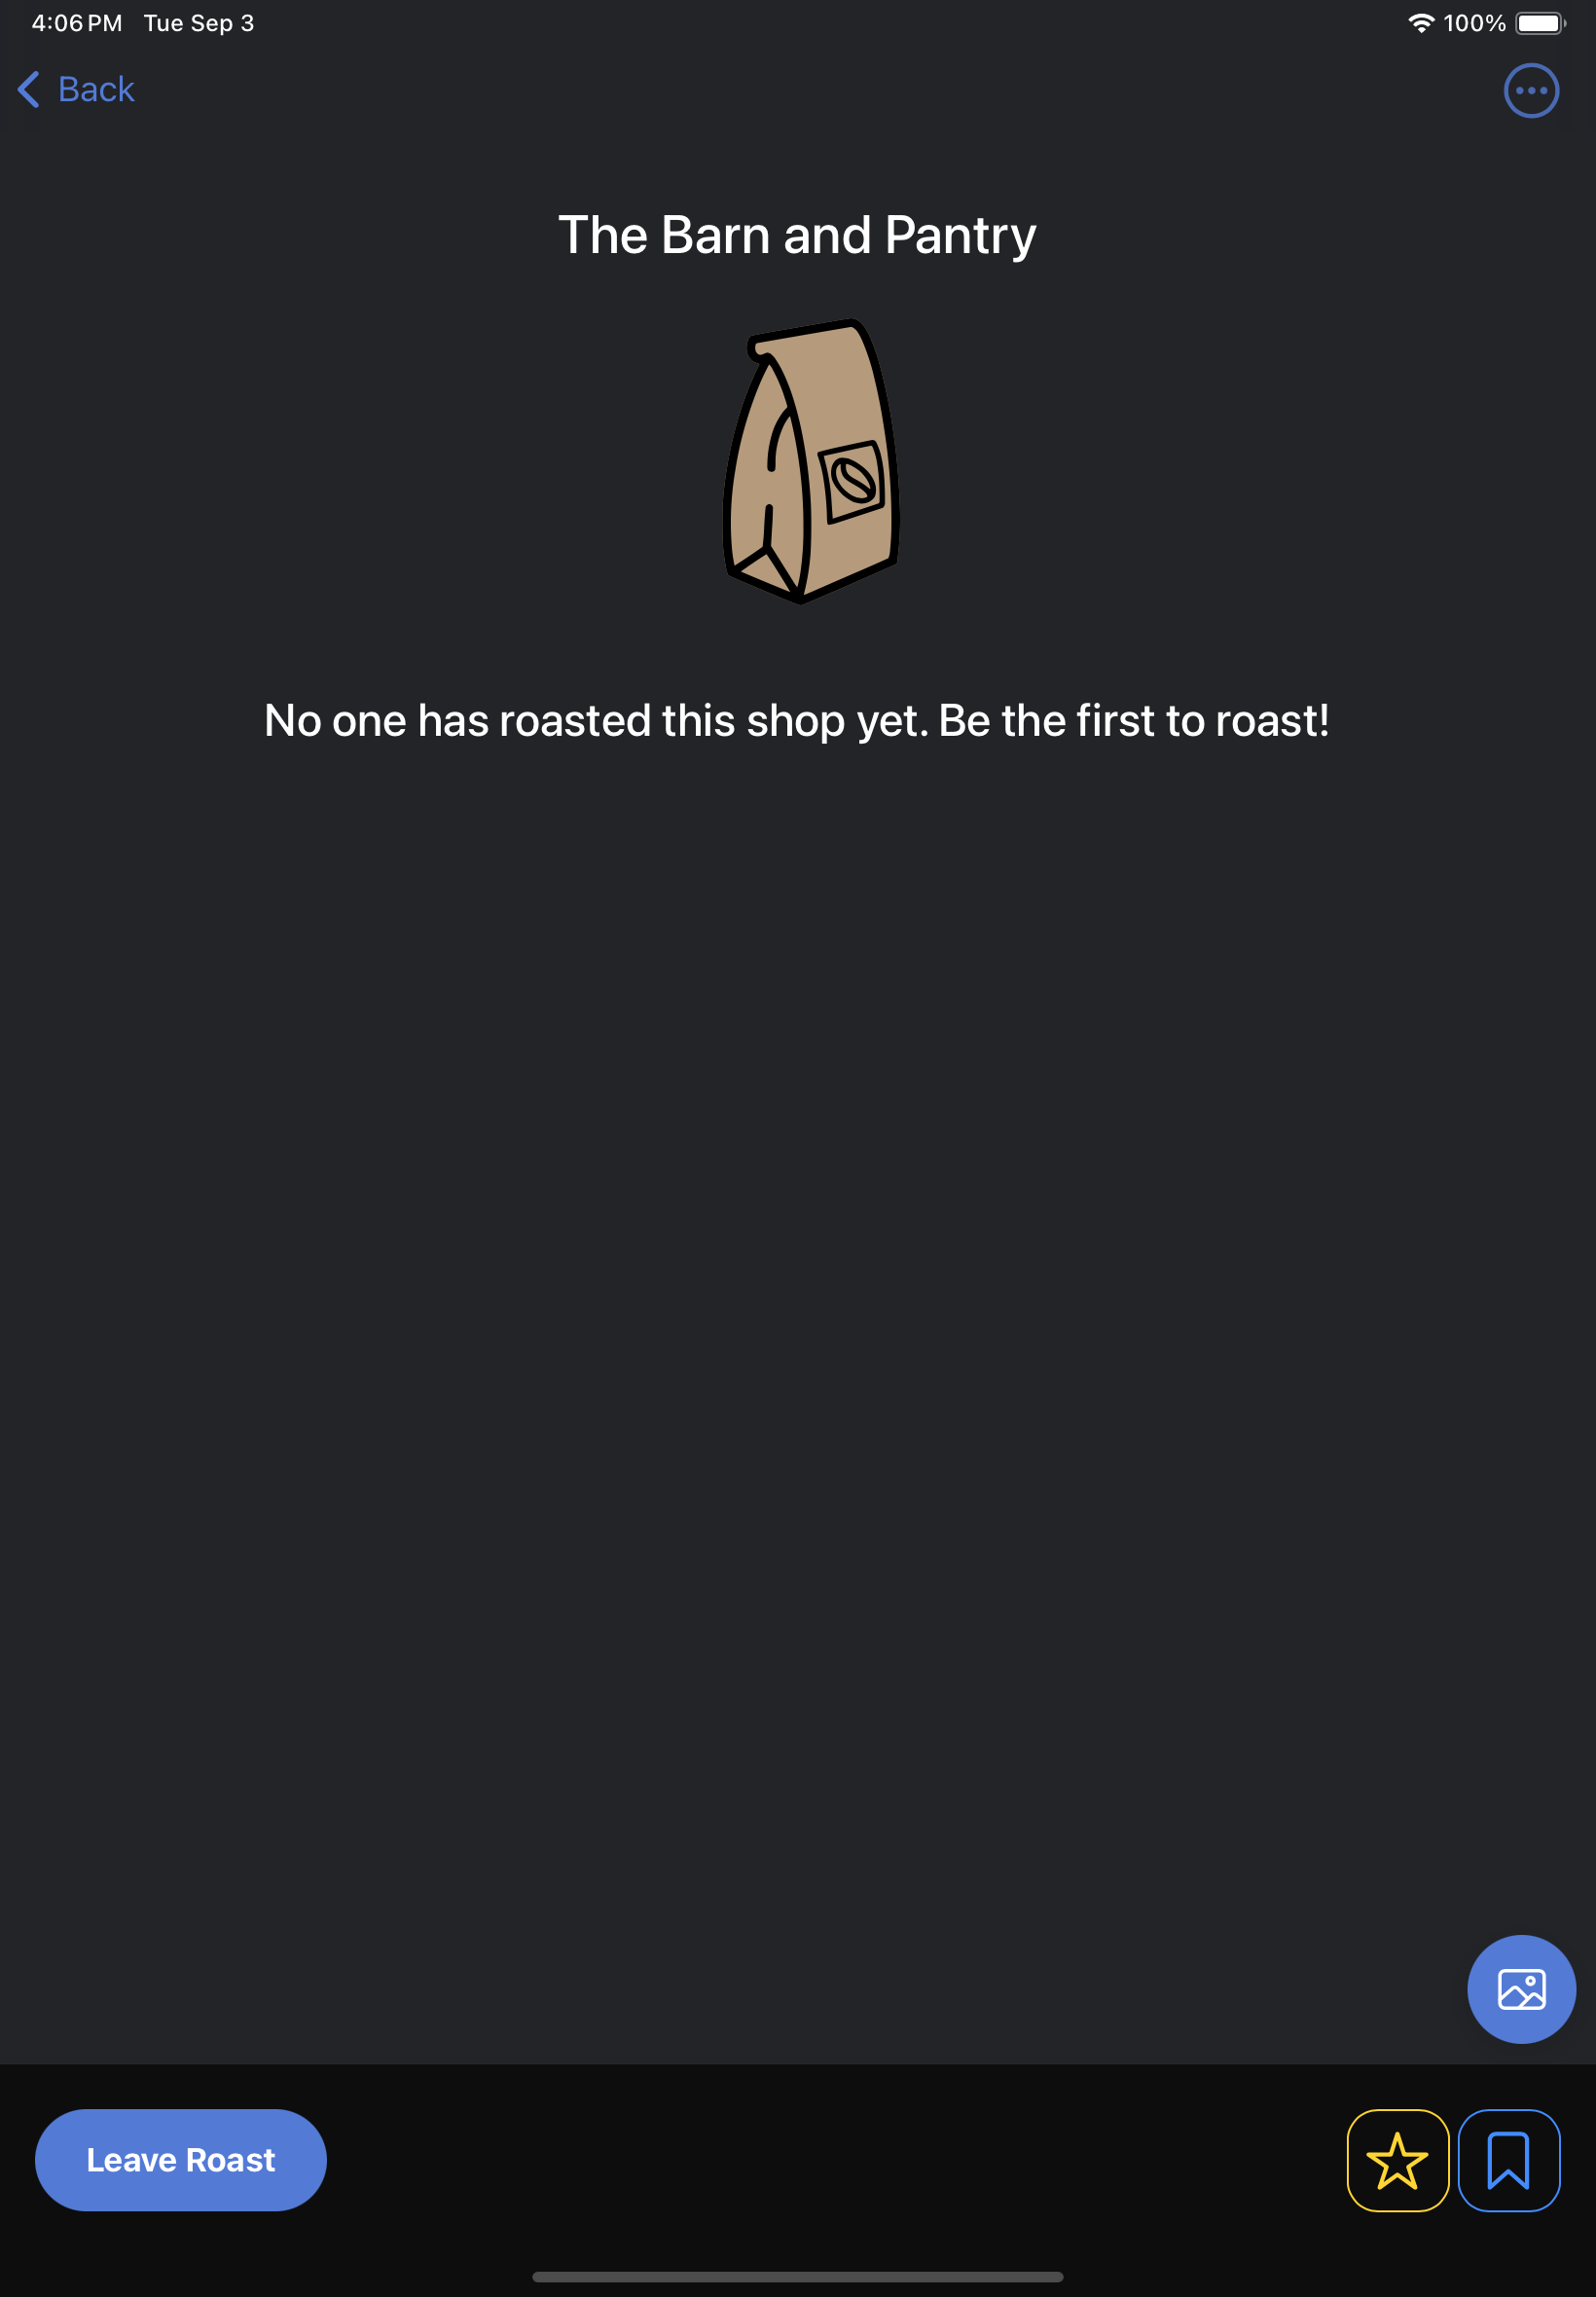 4:06 PM Tue Sep 3 100%
Back
The Barn and Pantry
No one has roasted this shop yet. Be the first to roast!
Leave Roast